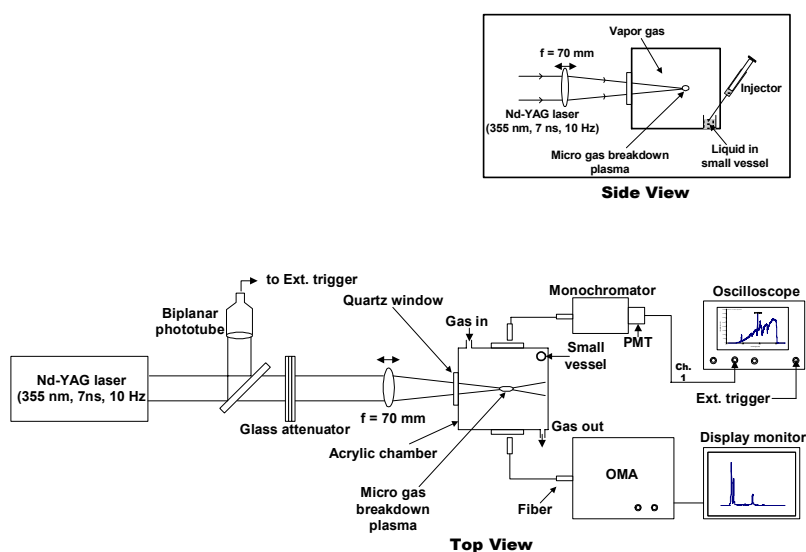 Vapor gas
f = 70 mm
Injector
Nd-YAG laser
(355 nm, 7 ns, 10 Hz)
Micro gas breakdown
plasma
Liquid in
small vessel
Side View
to Ext. trigger
Biplanar
phototube
Quartz window
Gas in
Monochromator
PMT
Small
vessel
Oscilloscope
Ch.
1
Ext. trigger
Nd-YAG laser
(355 nm, 7ns, 10 Hz
Glass attenuator
f = 70 mm
Acrylic chamber
Gas out
Micro gas
breakdown
plasma
Fiber
OMA
Display monitor
Top View